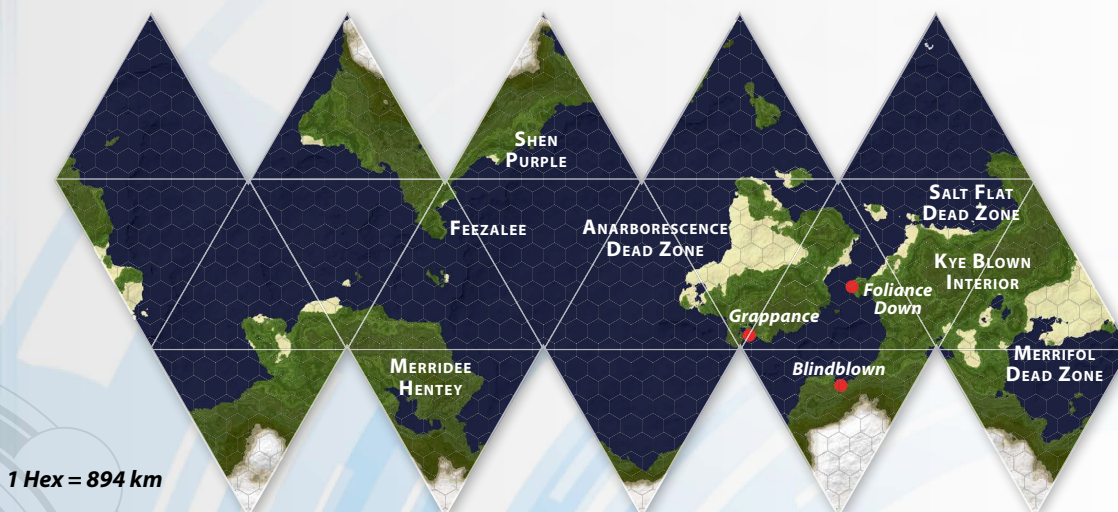 Shen
Purple
Salt Flat
Dead Zone
Feezalee
Anarborescence
Dead Zone
Kye Blown
Interior
Foliance
Down
Grappance
Merridee
Hentey
Blindblown
Merrifol
Dead Zone
1 Hex = 894 km